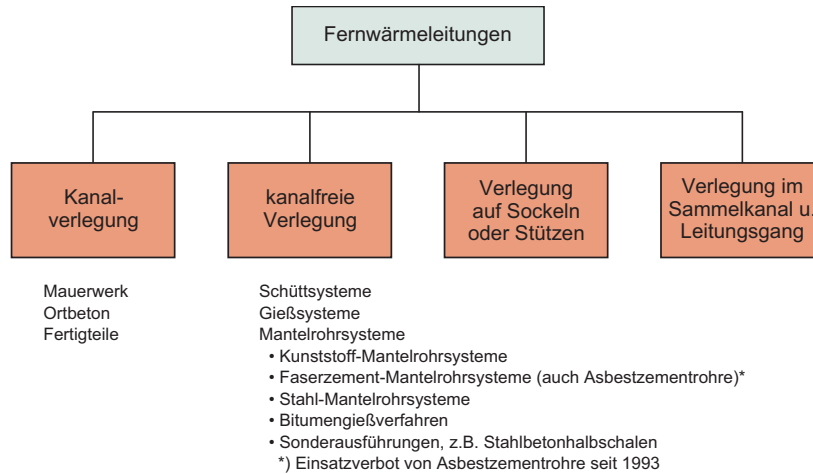 Fernwärmeleitungen
Kanal-
verlegung
kanalfreie
Verlegung
Verlegung
auf Sockeln
oder Stützen
Verlegung im
Sammelkanal u.
Leitungsgang
Mauerwerk
Ortbeton
Fertigteile
Schüttsysteme
Gießsysteme
Mantelrohrsysteme
• Kunststoff-Mantelrohrsysteme
• Faserzement-Mantelrohrsysteme (auch Asbestzementrohre)*
• Stahl-Mantelrohrsysteme
• Bitumengießverfahren
• Sonderausführungen, z.B. Stahlbetonhalbschalen
*) Einsatzverbot von Asbestzementrohre seit 1993